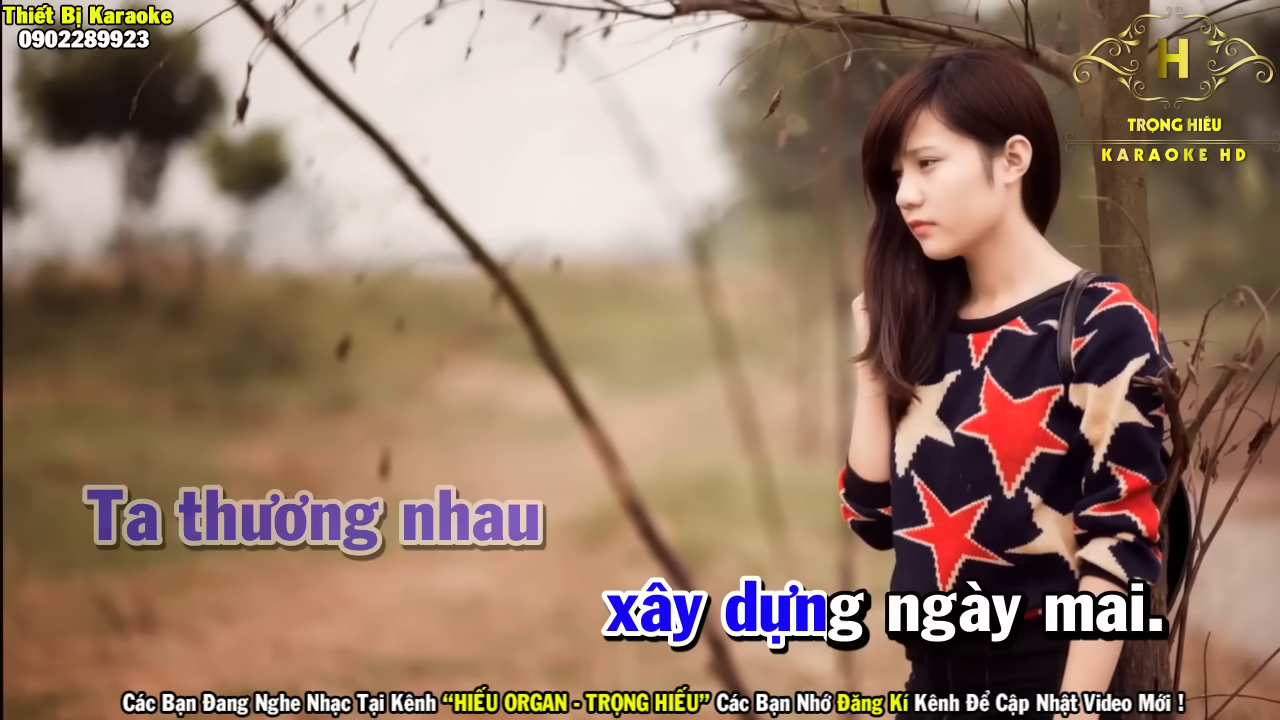 Thiết Bị Karaoke
0902289923
H
TRỌNG HIẾU
KARAOKE HD
Ta thương nhau
xây dựng ngày mai.
Các Bạn Đang Nghe Nhạc Tại Kênh “HIẾU ORGAN - TRỌNG HIẾU” Các Bạn Nhớ Đăng Kí Kênh Để Cập Nhật Video Mới !